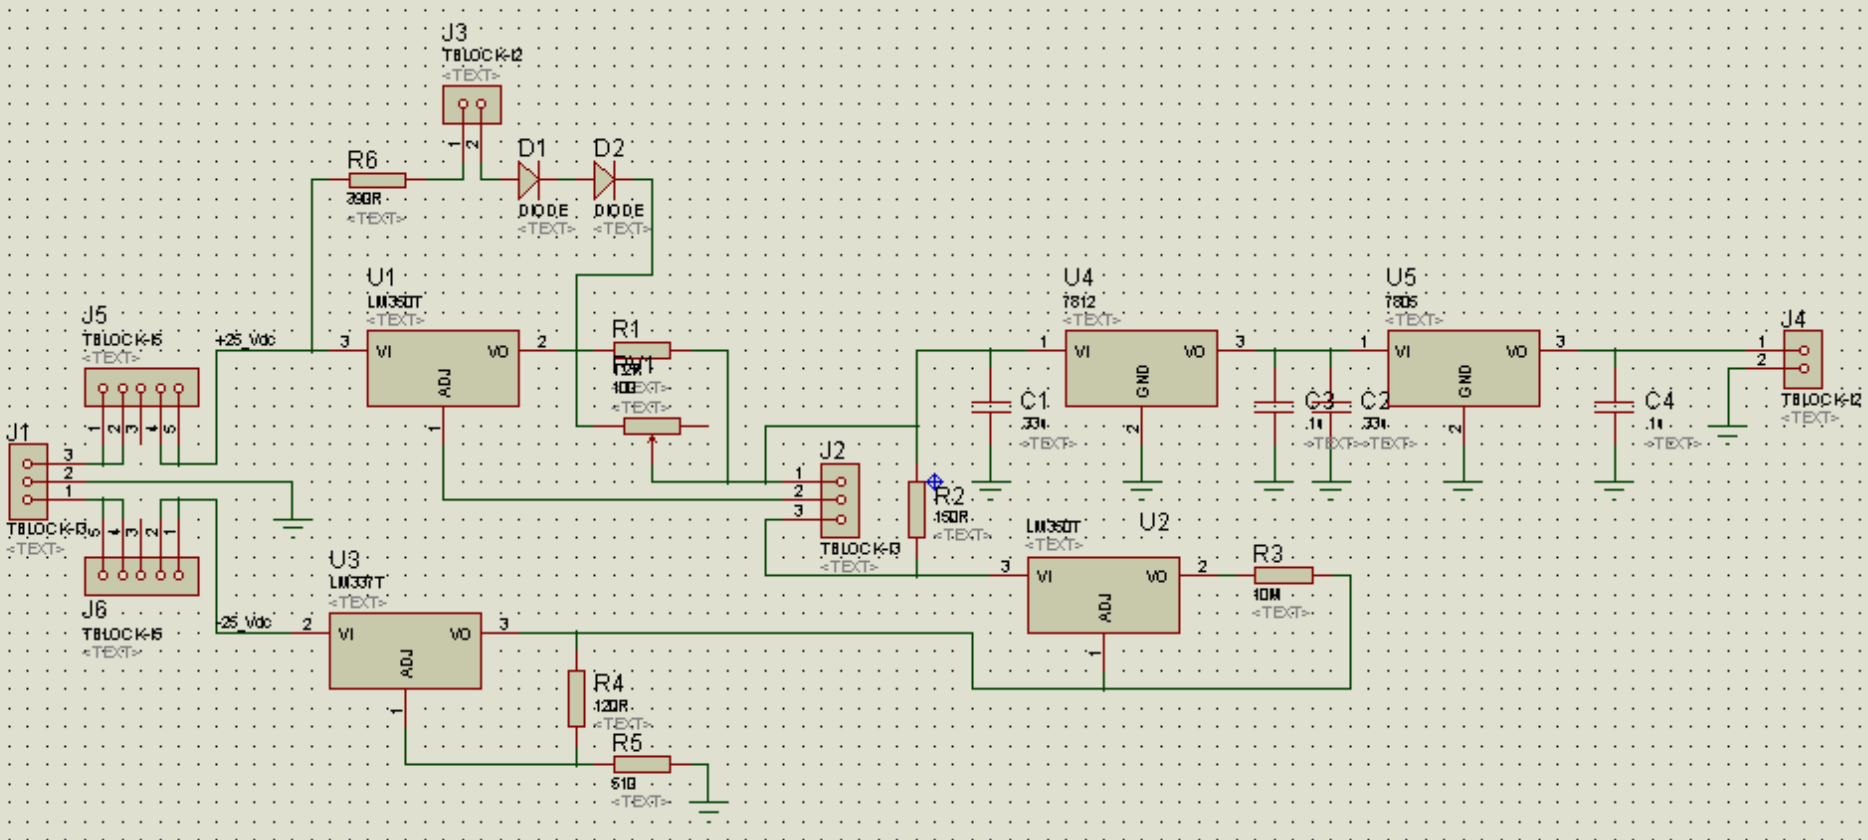 J3
TBLOCK-I2
<TEXT>
1
2
R6
390R
<TEXT>
D1
DIODE
<TEXT>
D2
DIODE
<TEXT>
J5
TBLOCK-I5
<TEXT>
1
2
3
4
5
+25_Vdc
U1
LM350T
<TEXT>
3
VI
VO
2
ADJ
1
R1
<TEXT>
<TEXT>
J1
3
2
1
TBLOCK-I3
<TEXT>
5
4
3
2
1
J6
TBLOCK-I5
<TEXT>
-25_Vdc
U3
LM337T
<TEXT>
2
VI
VO
3
ADJ
1
R4
120R
<TEXT>
R5
<TEXT>
J2
1
2
3
TBLOCK-I3
<TEXT>
R2
150R
<TEXT>
U4
7812
<TEXT>
1
VI
VO
3
GND
2
C1
.33u
<TEXT>
C3
.1u
<TEXT>
C2
.33u
<TEXT>
U5
7805
<TEXT>
1
VI
VO
3
GND
2
C4
.1u
<TEXT>
J4
1
2
TBLOCK-I2
<TEXT>
U2
LM350T
<TEXT>
3
VI
VO
2
ADJ
1
R3
10M
<TEXT>